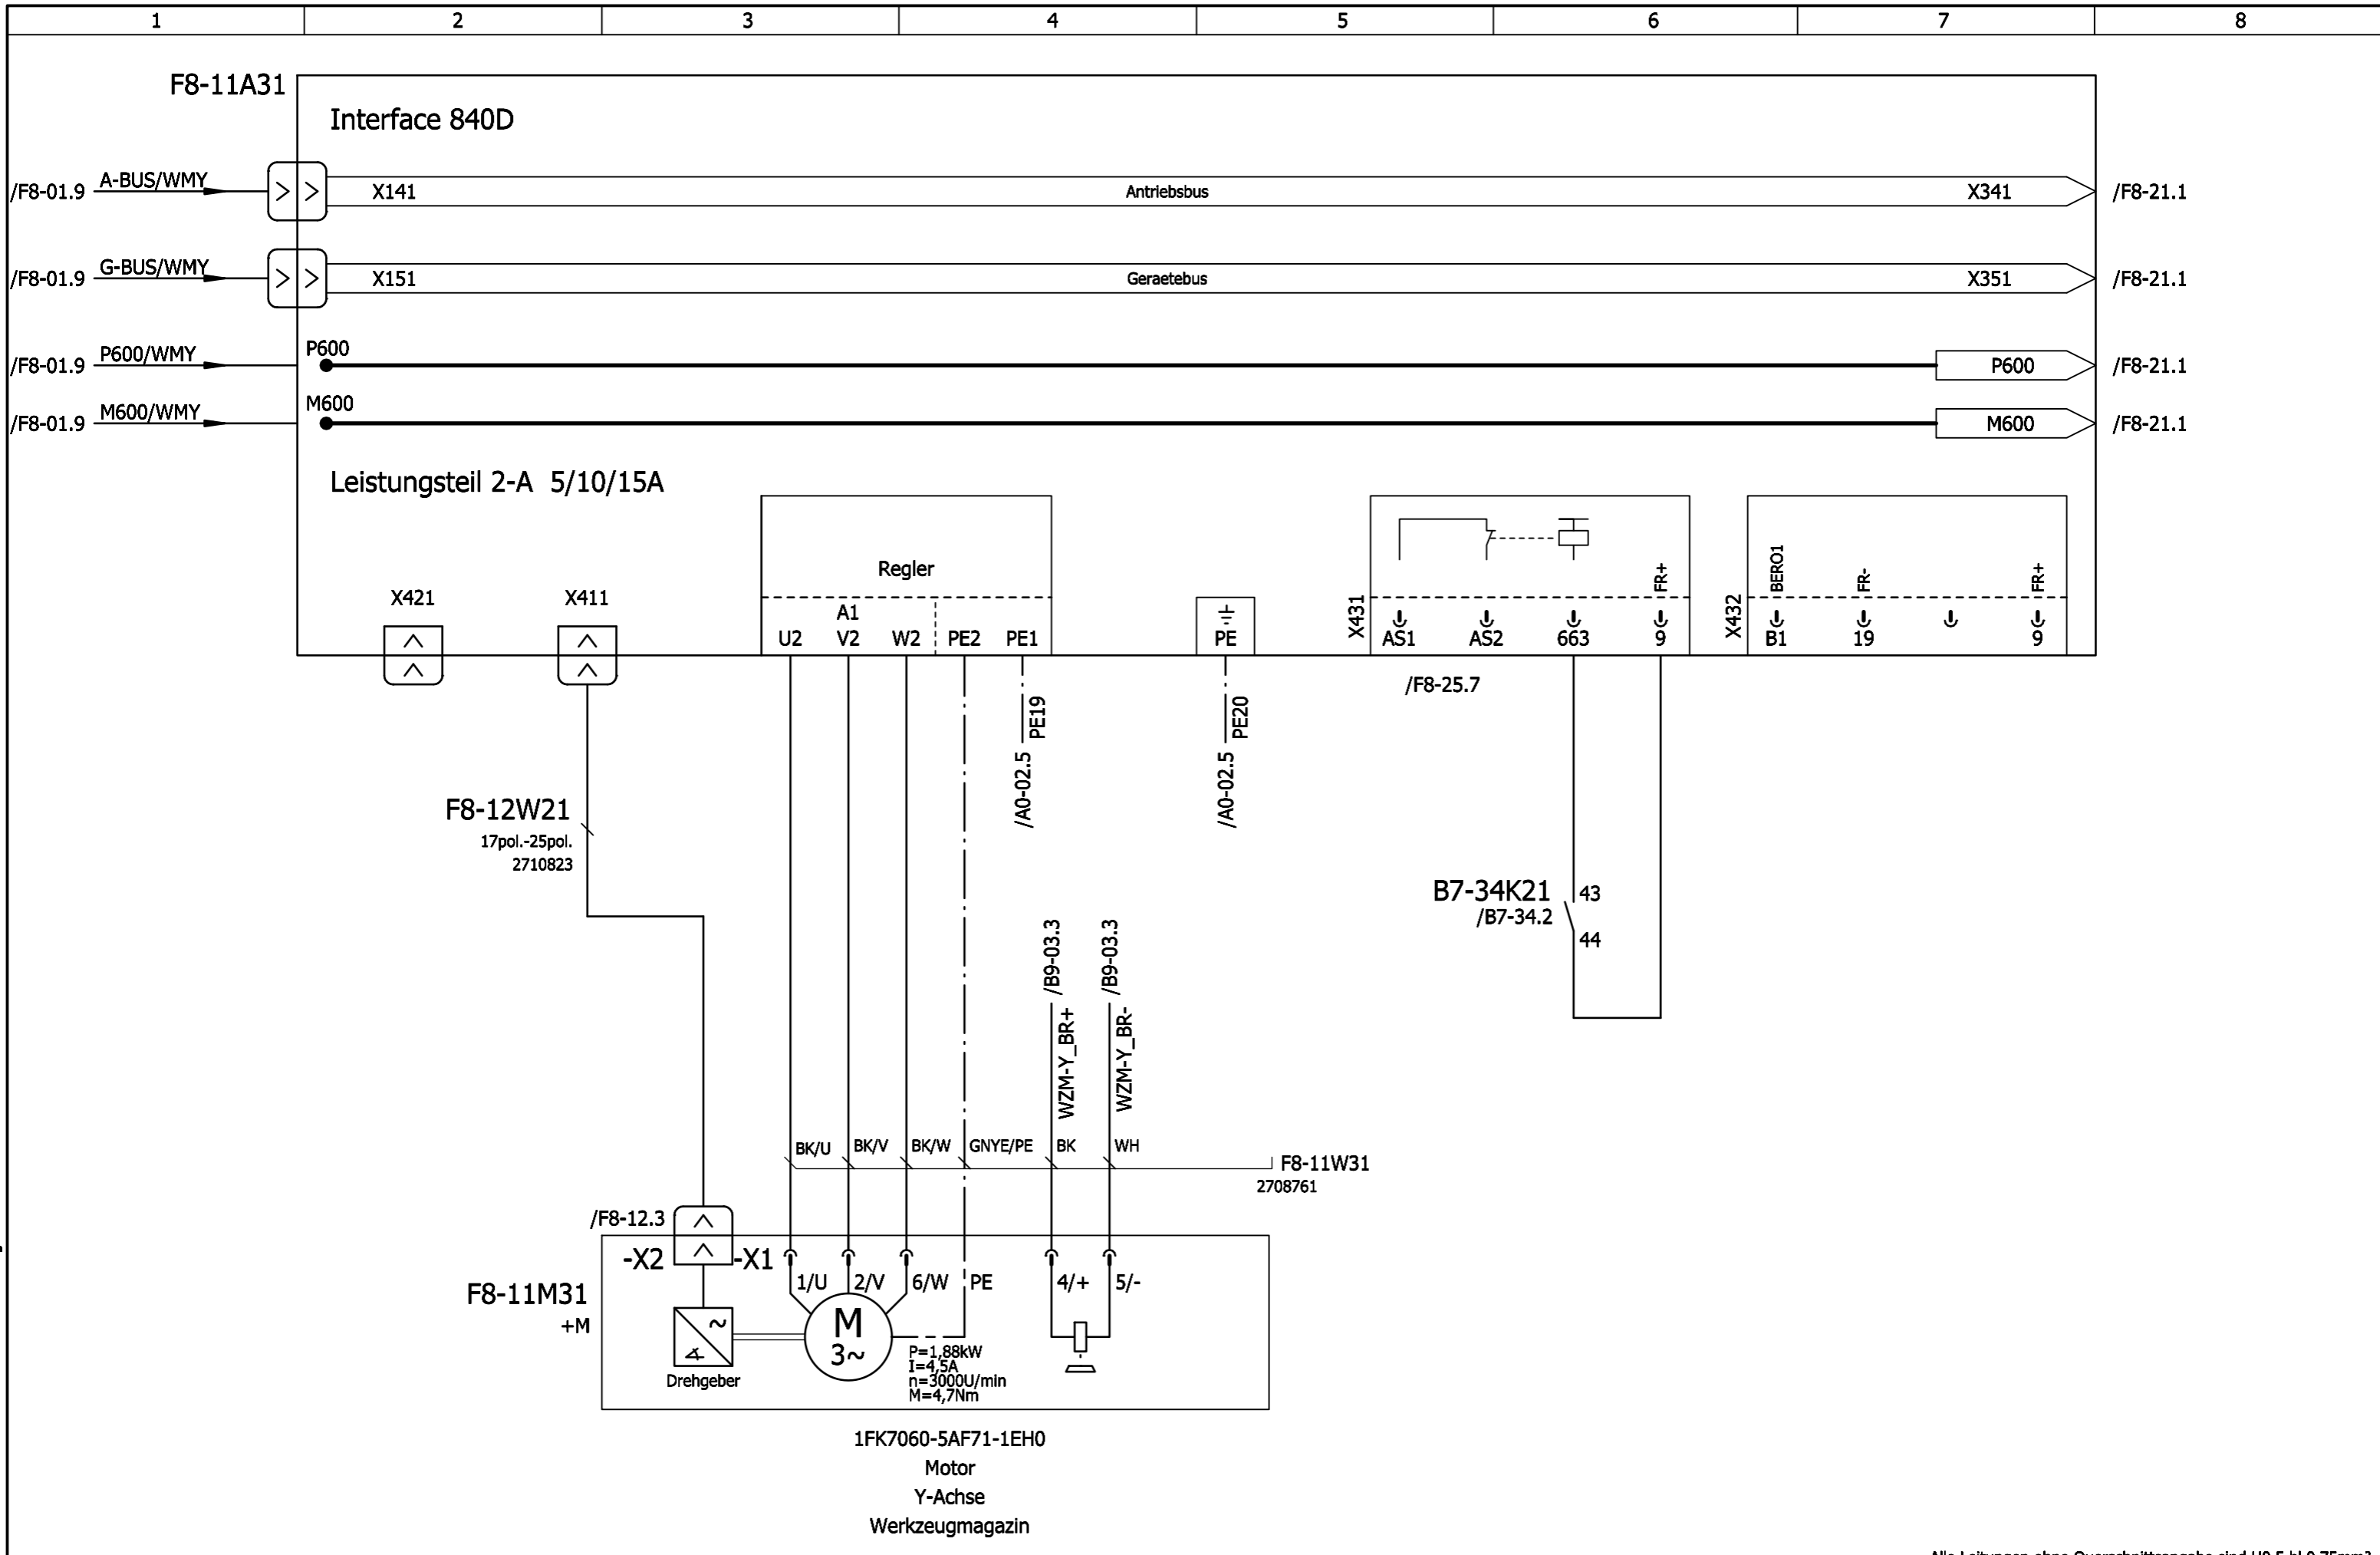 1 2 3 4 5 6 7 8
F8-11A31
Interface 840D
/F8-01.9 A-BUS/WMY X141 Antriebsbus X341 /F8-21.1
/F8-01.9 G-BUS/WMY X151 Geraetebus X351 /F8-21.1
/F8-01.9 P600/WMY P600 P600 /F8-21.1
/F8-01.9 M600/WMY M600 M600 /F8-21.1
Leistungsteil 2-A 5/10/15A
Regler
X421 X411
A1
U2 V2 W2 PE2 PE1
PE
X431
FR+
AS1 AS2 663 9
X432
BERO1 FR- FR+
B1 19 9
/F8-25.7
PE19
/A0-02.5
PE20
/A0-02.5
F8-12W21
17pol.-25pol.
2710823
B7-34K21 43
/B7-34.2
44
/B9-03.3 /B9-03.3
WZM-Y_BR+ WZM-Y_BR-
BK/U BK/V BK/W GNYE/PE BK WH
F8-11W31
2708761
/F8-12.3
-X2 -X1
1/U 2/V 6/W PE 4/+ 5/-
F8-11M31
+M
M
3~
~
Drehgeber
P=1,88kW
I=4,5A
n=3000U/min
M=4,7Nm
1FK7060-5AF71-1EH0
Motor
Y-Achse
Werkzeugmagazin